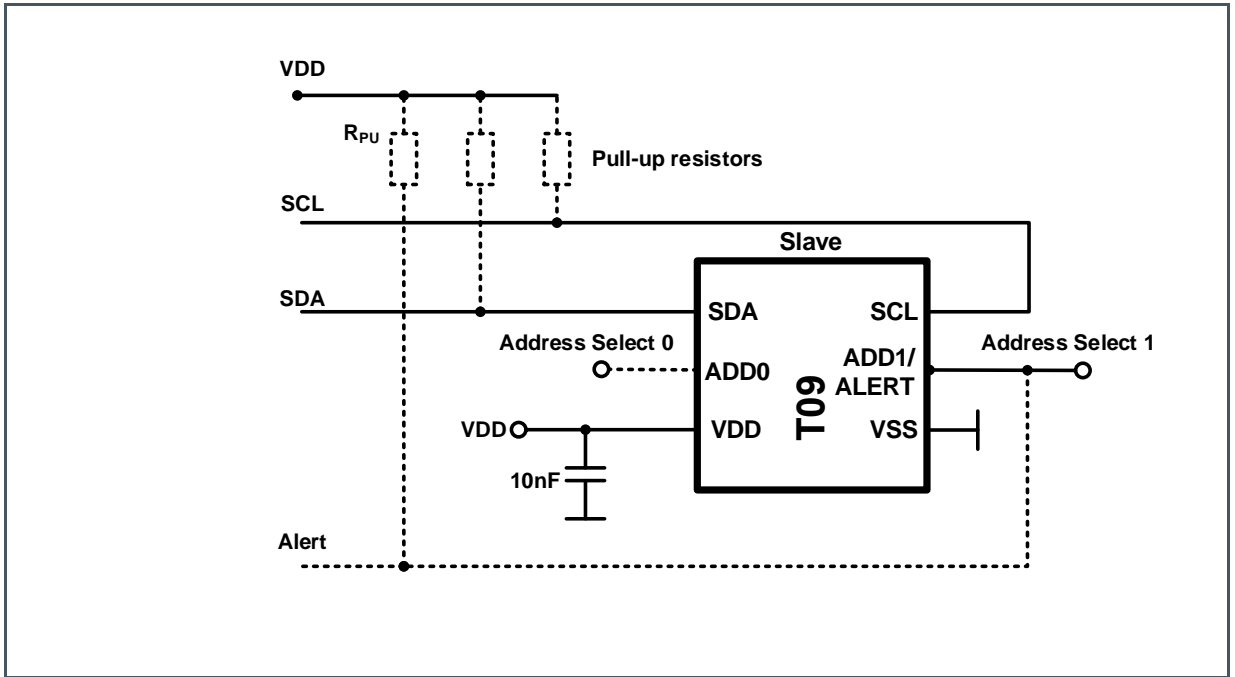 VDD
RPU
Pull-up resistors
SCL
Slave
SDA
SDA
SCL
Address Select 0
Address Select 1
ADD0
ADD1/
ALERT
T09
VDD
VDD
VSS
10nF
Alert